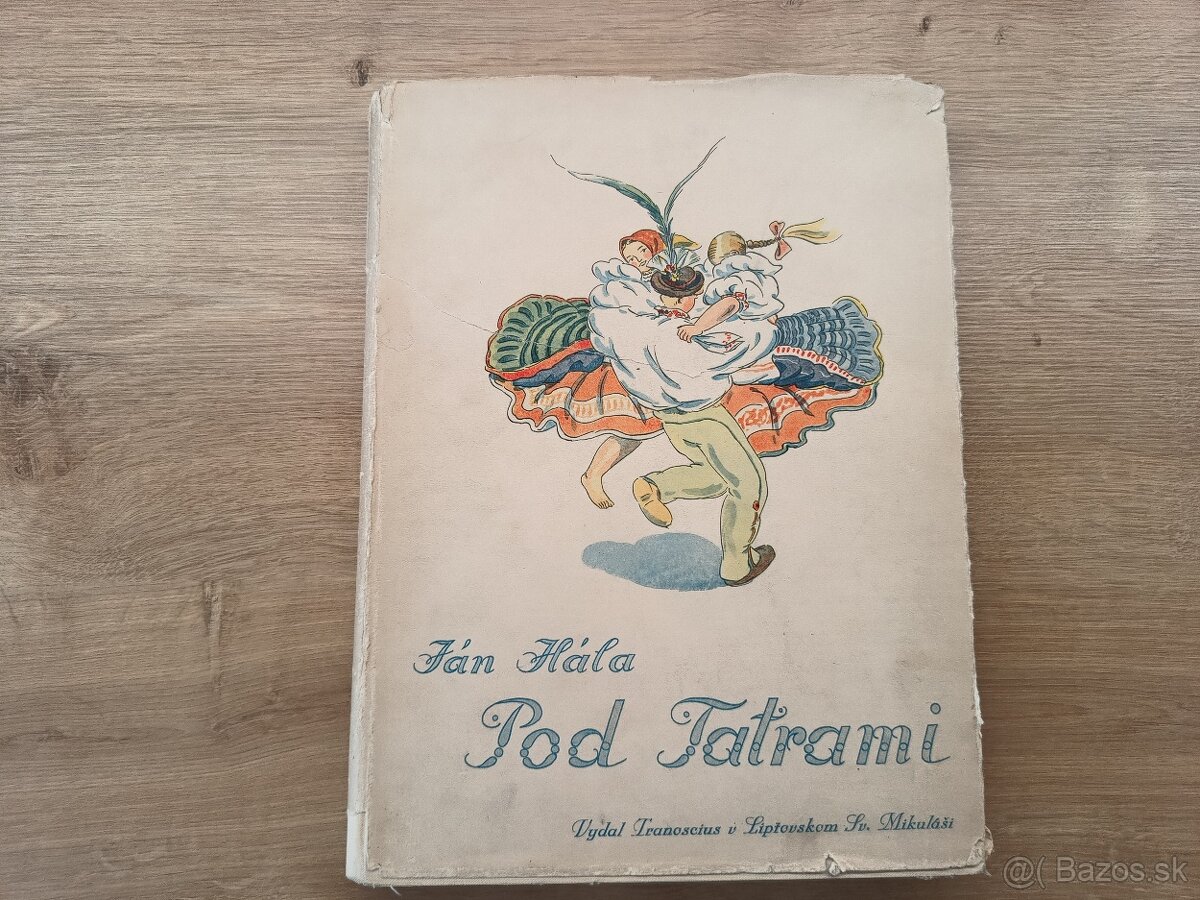 Ján Hála
Pod Tatrami
Vydal Tranoscius v Liptovskom Sv. Mikuláši
@( Bazos.sk